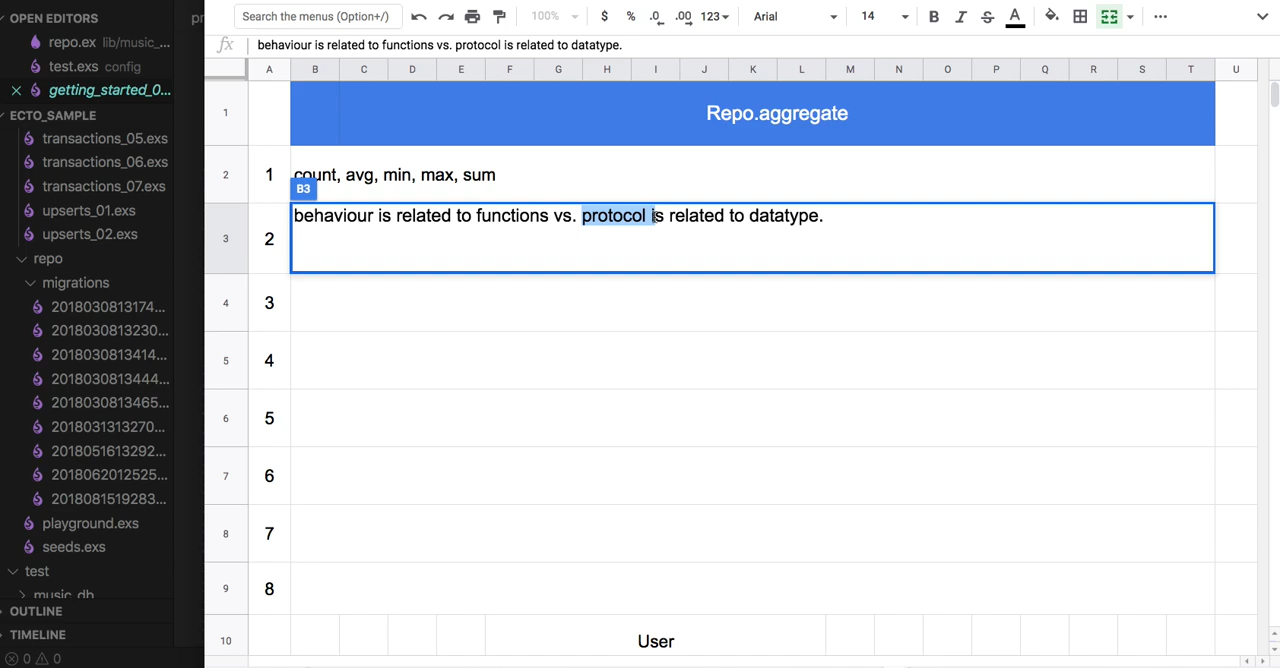 OPEN EDITORS
repo.ex lib/music_...
test.exs config
getting_started_0...
ECTO_SAMPLE
transactions_05.exs
transactions_06.exs
transactions_07.exs
upserts_01.exs
upserts_02.exs
repo
migrations
2018030813174...
2018030813230...
2018030813414...
2018030813444...
2018030813465...
2018031313270...
2018051613292...
2018062012525...
2018081519283...
playground.exs
seeds.exs
test
music_db
OUTLINE
TIMELINE
0 0
pr
Search the menus (Option+/) 100% $ % .0 .00 123 Arial 14 B I S A
fx behaviour is related to functions vs. protocol is related to datatype.
A B C D E F G H I J K L M N O P Q R S T U
1 Repo.aggregate
2 1 count, avg, min, max, sum
B3
3 2 behaviour is related to functions vs. protocol is related to datatype.
4 3
5 4
6 5
7 6
8 7
9 8
10 User